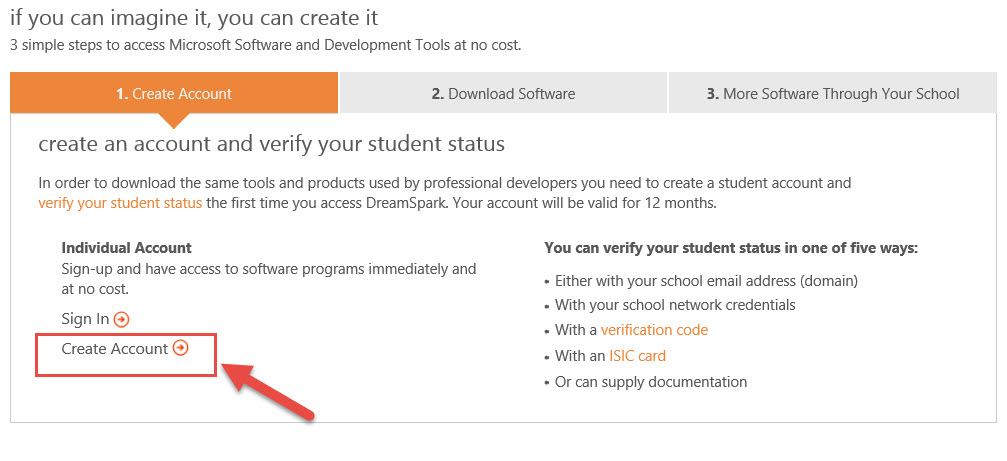 if you can imagine it, you can create it
3 simple steps to access Microsoft Software and Development Tools at no cost.
1. Create Account
2. Download Software
3. More Software Through Your School
create an account and verify your student status
In order to download the same tools and products used by professional developers you need to create a student account and
verify your student status the first time you access DreamSpark. Your account will be valid for 12 months.
Individual Account
Sign-up and have access to software programs immediately and
at no cost.
Sign In
Create Account
You can verify your student status in one of five ways:
• Either with your school email address (domain)
• With your school network credentials
• With a verification code
• With an ISIC card
• Or can supply documentation